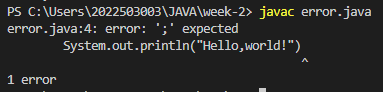 PS C:\Users\2022503003\JAVA\week-2> javac error.java
error.java:4: error: ';' expected
        System.out.println("Hello,world!")
                                          ^
1 error